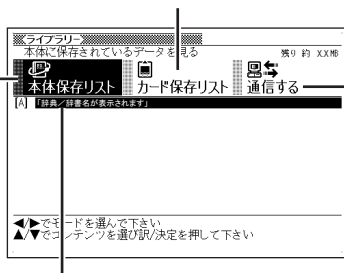 ライブラリー
本体に保存されているデータを見る 残り 約 XXMB
本体保存リスト カード保存リスト 通信する
[A] 「辞典/辞書名が表示されます」
◀/▶でモードを選んで下さい
▲/▼でコンテンツを選び訳/決定を押して下さい